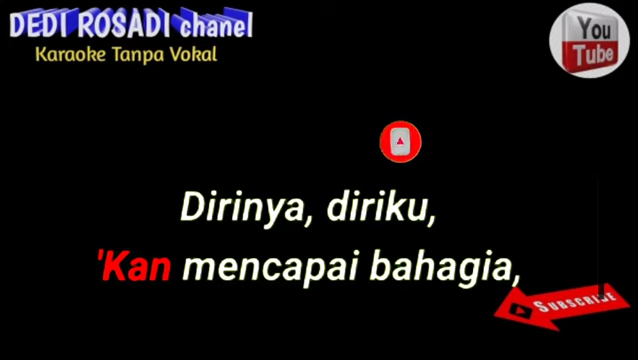 DEDI ROSADI chanel
Karaoke Tanpa Vokal
You
Tube
Dirinya, diriku,
'Kan mencapai bahagia,
SUBSCRIBE